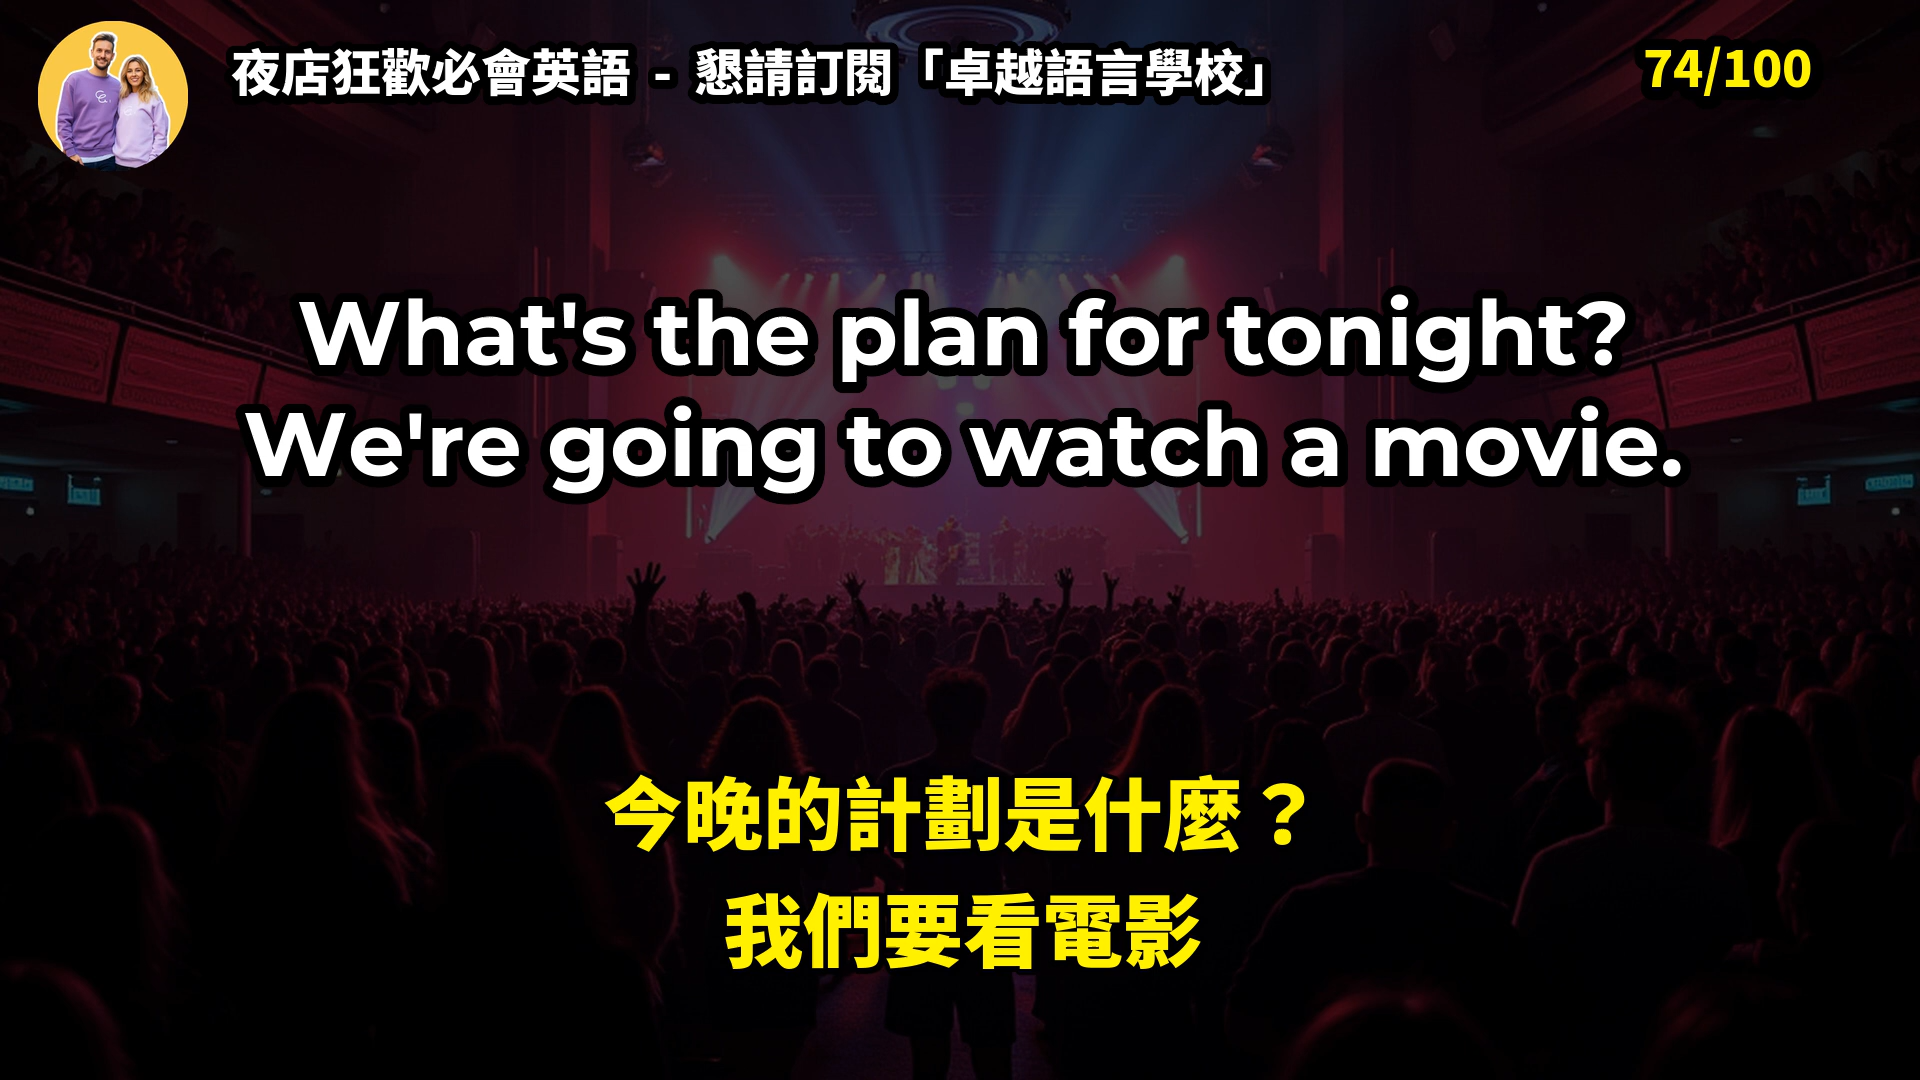 夜店狂歡必會英語 - 懇請訂閱「卓越語言學校」
74/100
What's the plan for tonight?
We're going to watch a movie.
今晚的計劃是什麼？
我們要看電影